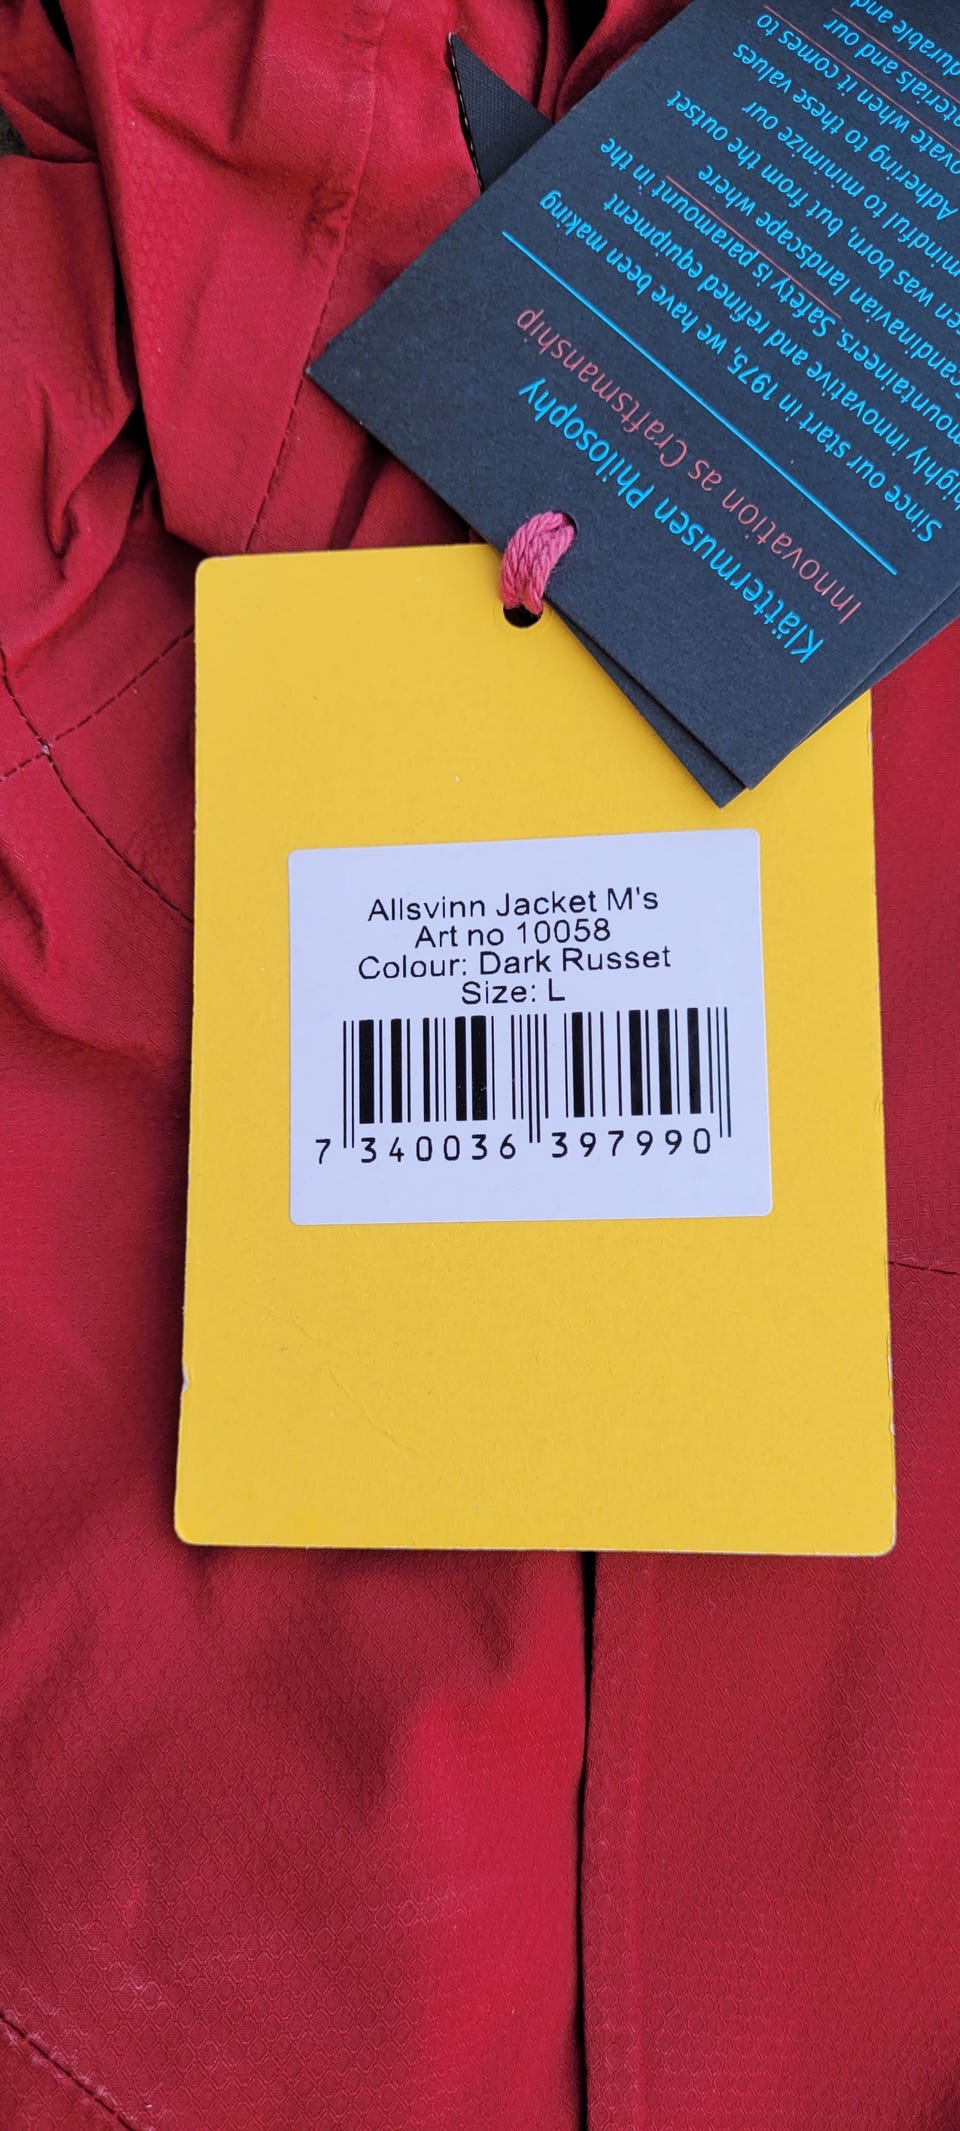 Allsvinn Jacket M's
Art no 10058
Colour: Dark Russet
Size: L
7 340036 397990
Klättermusen Philosophy
Innovation as Craftsmanship
Since our start in 1975, we have been making
highly innovative and refined equipment
mountaineers. Safety is paramount in the
scandinavian landscape where
was born, but from the outset
mindful to minimize our
Adhering to these values
when it comes to
and our
durable and